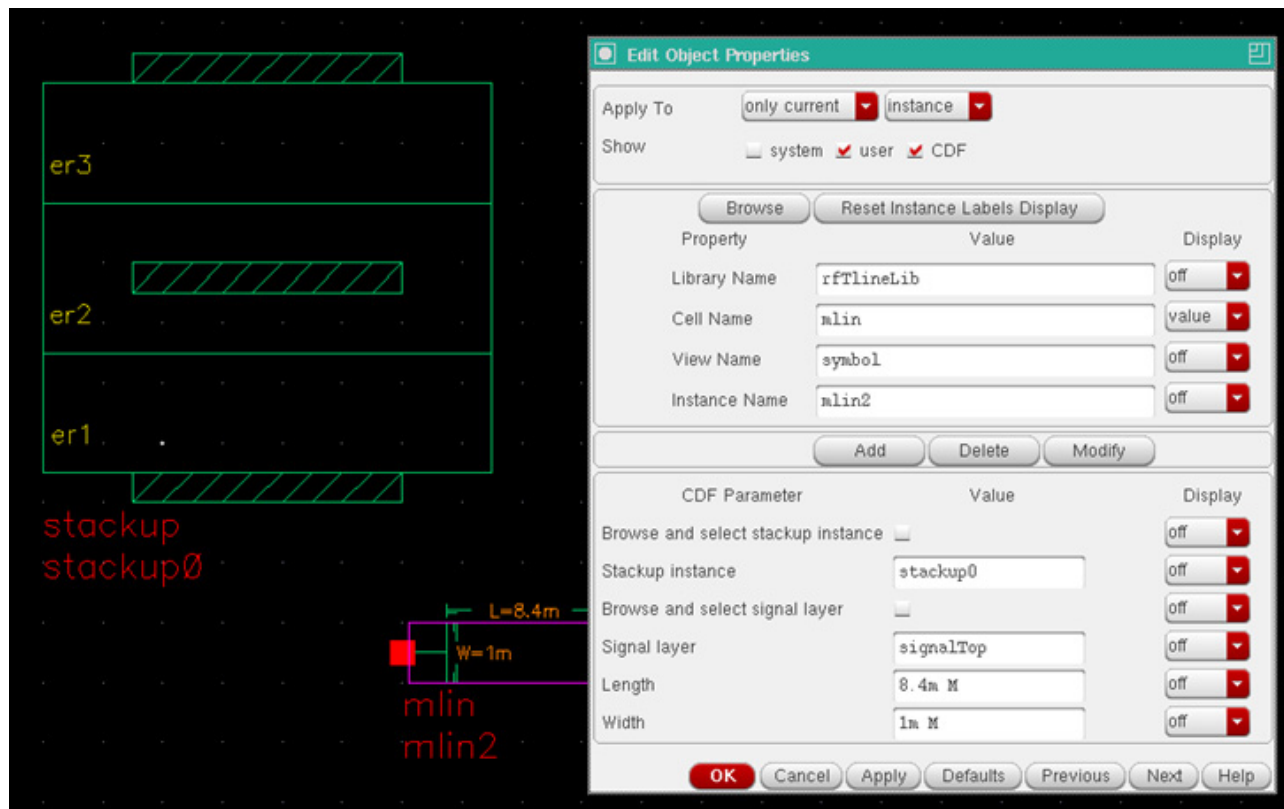 er3
er2
er1
stackup
stackup0
L=8.4m
W=1m
mlin
mlin2
Edit Object Properties
Apply To only current instance
Show system user CDF
Browse Reset Instance Labels Display
Property Value Display
Library Name rfTlineLib off
Cell Name mlin value
View Name symbol off
Instance Name mlin2 off
Add Delete Modify
CDF Parameter Value Display
Browse and select stackup instance off
Stackup instance stackup0 off
Browse and select signal layer off
Signal layer signalTop off
Length 8.4m M off
Width 1m M off
OK Cancel Apply Defaults Previous Next Help